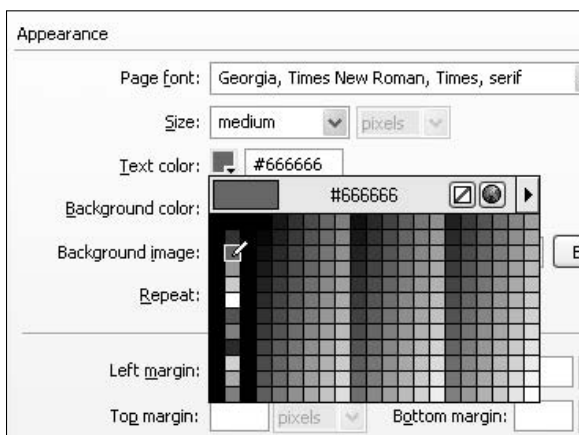 Appearance
Page font: Georgia, Times New Roman, Times, serif
Size: medium pixels
Text color: #666666
#666666
Background color:
Background image:
Repeat:
Left margin:
Top margin: pixels Bottom margin: